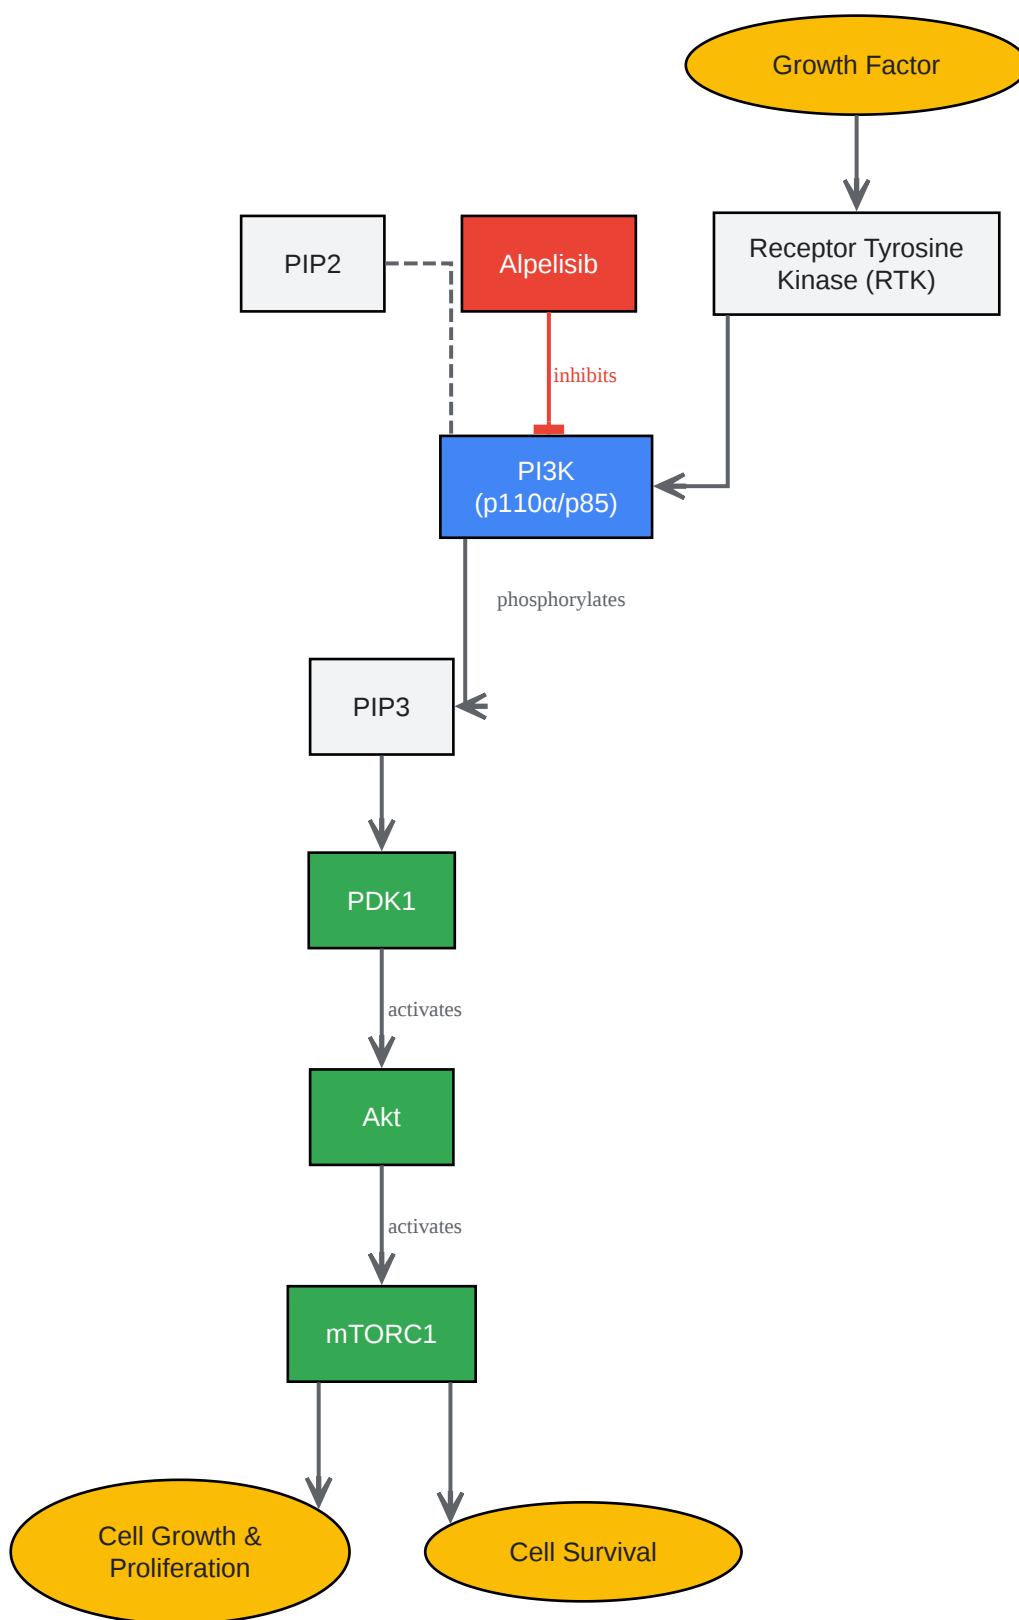 Growth Factor
PIP2
Alpelisib
Receptor Tyrosine
Kinase (RTK)
inhibits
PI3K
(p110α/p85)
phosphorylates
PIP3
PDK1
activates
Akt
activates
mTORC1
Cell Growth &
Proliferation
Cell Survival